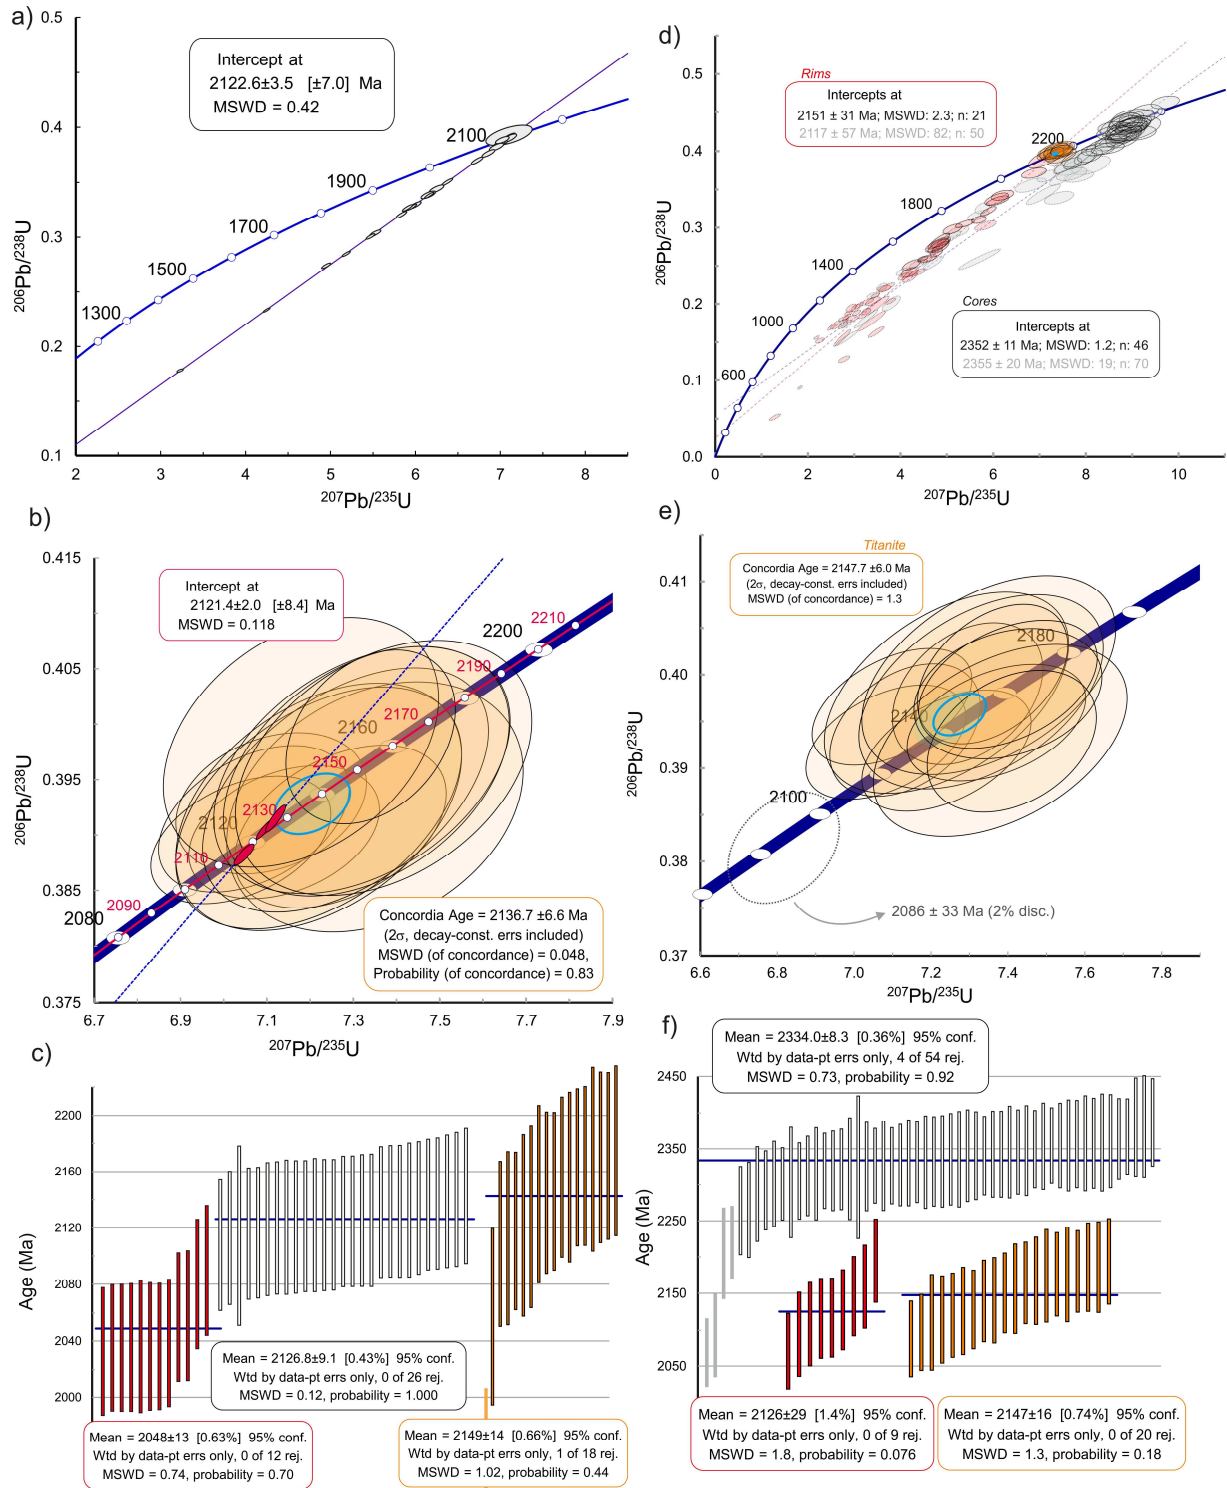 a)
0.5
0.4
0.3
0.2
0.1
206Pb/238U
Intercept at
2122.6±3.5 [±7.0] Ma
MSWD = 0.42
2100
1900
1700
1500
1300
2
3
4
5
6
7
8
207Pb/235U
d)
0.5
0.4
0.3
0.2
0.1
0.0
206Pb/238U
Rims
Intercepts at
2151 ± 31 Ma; MSWD: 2.3; n: 21
2117 ± 57 Ma; MSWD: 82; n: 50
2200
1800
1400
1000
600
Cores
Intercepts at
2352 ± 11 Ma; MSWD: 1.2; n: 46
2355 ± 20 Ma; MSWD: 19; n: 70
0
2
4
6
8
10
207Pb/235U
b)
0.415
0.405
0.395
0.385
0.375
206Pb/238U
Intercept at
2121.4±2.0 [±8.4] Ma
MSWD = 0.118
2210
2200
2190
2170
2160
2150
2130
2120
2110
2090
2080
Concordia Age = 2136.7 ±6.6 Ma
(2σ, decay-const. errs included)
MSWD (of concordance) = 0.048,
Probability (of concordance) = 0.83
6.7
6.9
7.1
7.3
7.5
7.7
7.9
207Pb/235U
e)
0.41
0.40
0.39
0.38
0.37
206Pb/238U
Titanite
Concordia Age = 2147.7 ±6.0 Ma
(2σ, decay-const. errs included)
MSWD (of concordance) = 1.3
2180
2140
2100
2086 ± 33 Ma (2% disc.)
6.6
7.0
7.2
7.4
7.6
7.8
207Pb/235U
c)
2200
2160
2120
2080
2040
2000
Age (Ma)
Mean = 2126.8±9.1 [0.43%] 95% conf.
Wtd by data-pt errs only, 0 of 26 rej.
MSWD = 0.12, probability = 1.000
Mean = 2048±13 [0.63%] 95% conf.
Wtd by data-pt errs only, 0 of 12 rej.
MSWD = 0.74, probability = 0.70
Mean = 2149±14 [0.66%] 95% conf.
Wtd by data-pt errs only, 1 of 18 rej.
MSWD = 1.02, probability = 0.44
f)
Mean = 2334.0±8.3 [0.36%] 95% conf.
Wtd by data-pt errs only, 4 of 54 rej.
MSWD = 0.73, probability = 0.92
2450
2350
2250
2150
2050
Age (Ma)
Mean = 2126±29 [1.4%] 95% conf.
Wtd by data-pt errs only, 0 of 9 rej.
MSWD = 1.8, probability = 0.076
Mean = 2147±16 [0.74%] 95% conf.
Wtd by data-pt errs only, 0 of 20 rej.
MSWD = 1.3, probability = 0.18